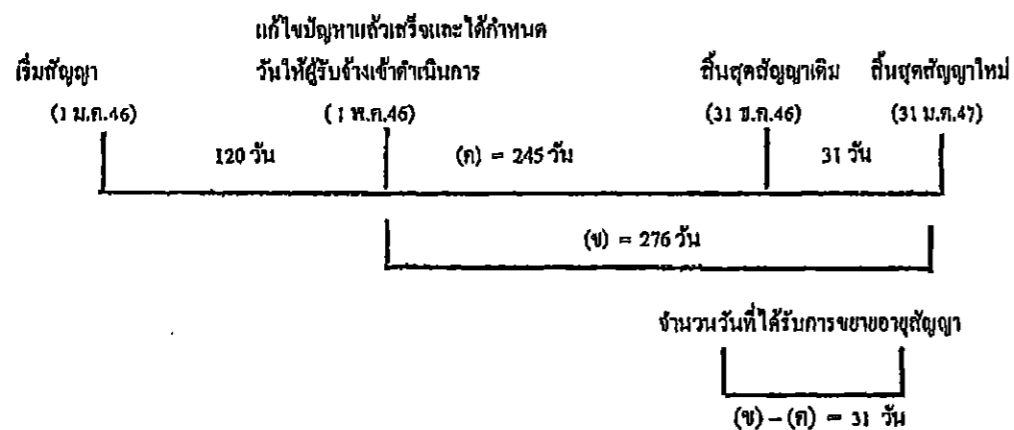 แก้ไขปัญหาแล้วเสร็จและได้กำหนด
เริ่มสัญญา วันให้ผู้รับจ้างเข้าดำเนินการ สิ้นสุดสัญญาเดิม สิ้นสุดสัญญาใหม่
(1 ม.ค.46) (1 พ.ค.46) (31 ธ.ค.46) (31 ม.ค.47)
120 วัน (ค) = 245 วัน 31 วัน
(ข) = 276 วัน
จำนวนวันที่ได้รับการขยายอายุสัญญา
(ข) – (ค) = 31 วัน